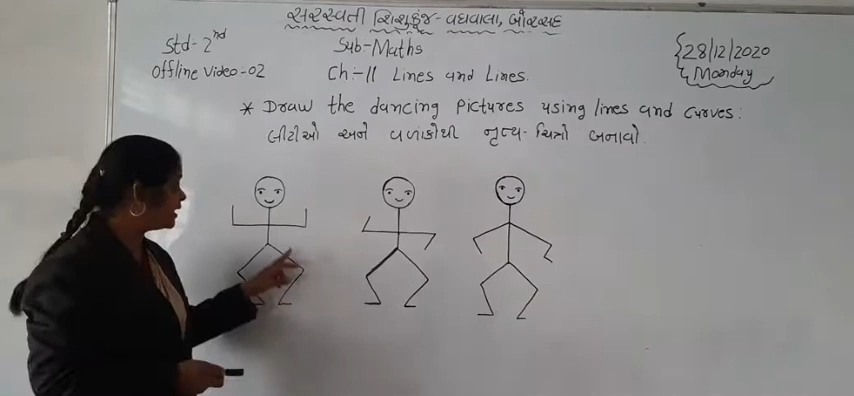 સરસ્વતી શિશુકુંજ - વઘવાલા, બોરસદ
Std - 2nd
Sub - Maths
{ 28/12/2020
Offline Video - 02
Ch:- 11 Lines and Lines.
Monday
* Draw the dancing pictures using lines and curves:
લીટીઓ અને વળાંકોથી નૃત્ય - ચિત્રો બનાવો.